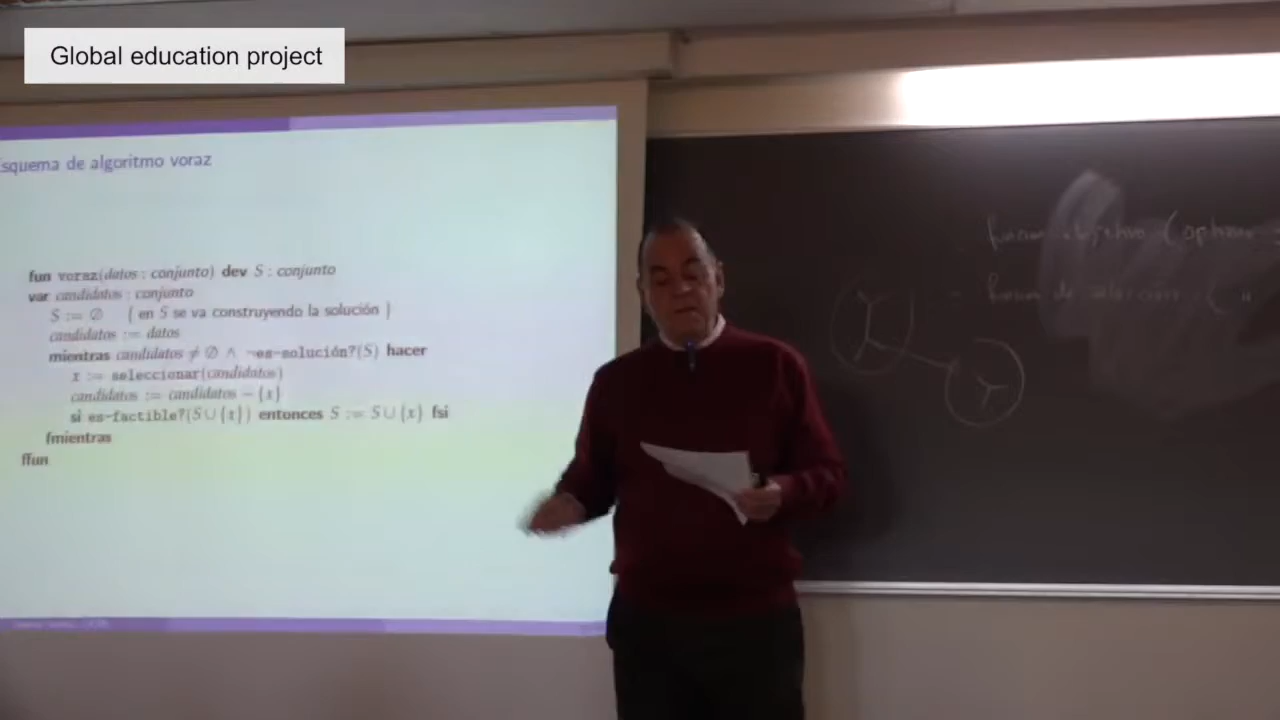 Global education project
squema de algoritmo voraz
fun voraz(datos : conjunto) dev S : conjunto
var candidatos : conjunto
S := ∅ { en S se va construyendo la solución }
candidatos := datos
mientras candidatos ≠ ∅ ∧ ¬es-solución?(S) hacer
x := seleccionar(candidatos)
candidatos := candidatos − {x}
si es-factible?(S ∪ {x}) entonces S := S ∪ {x} fsi
fmientras
ffun